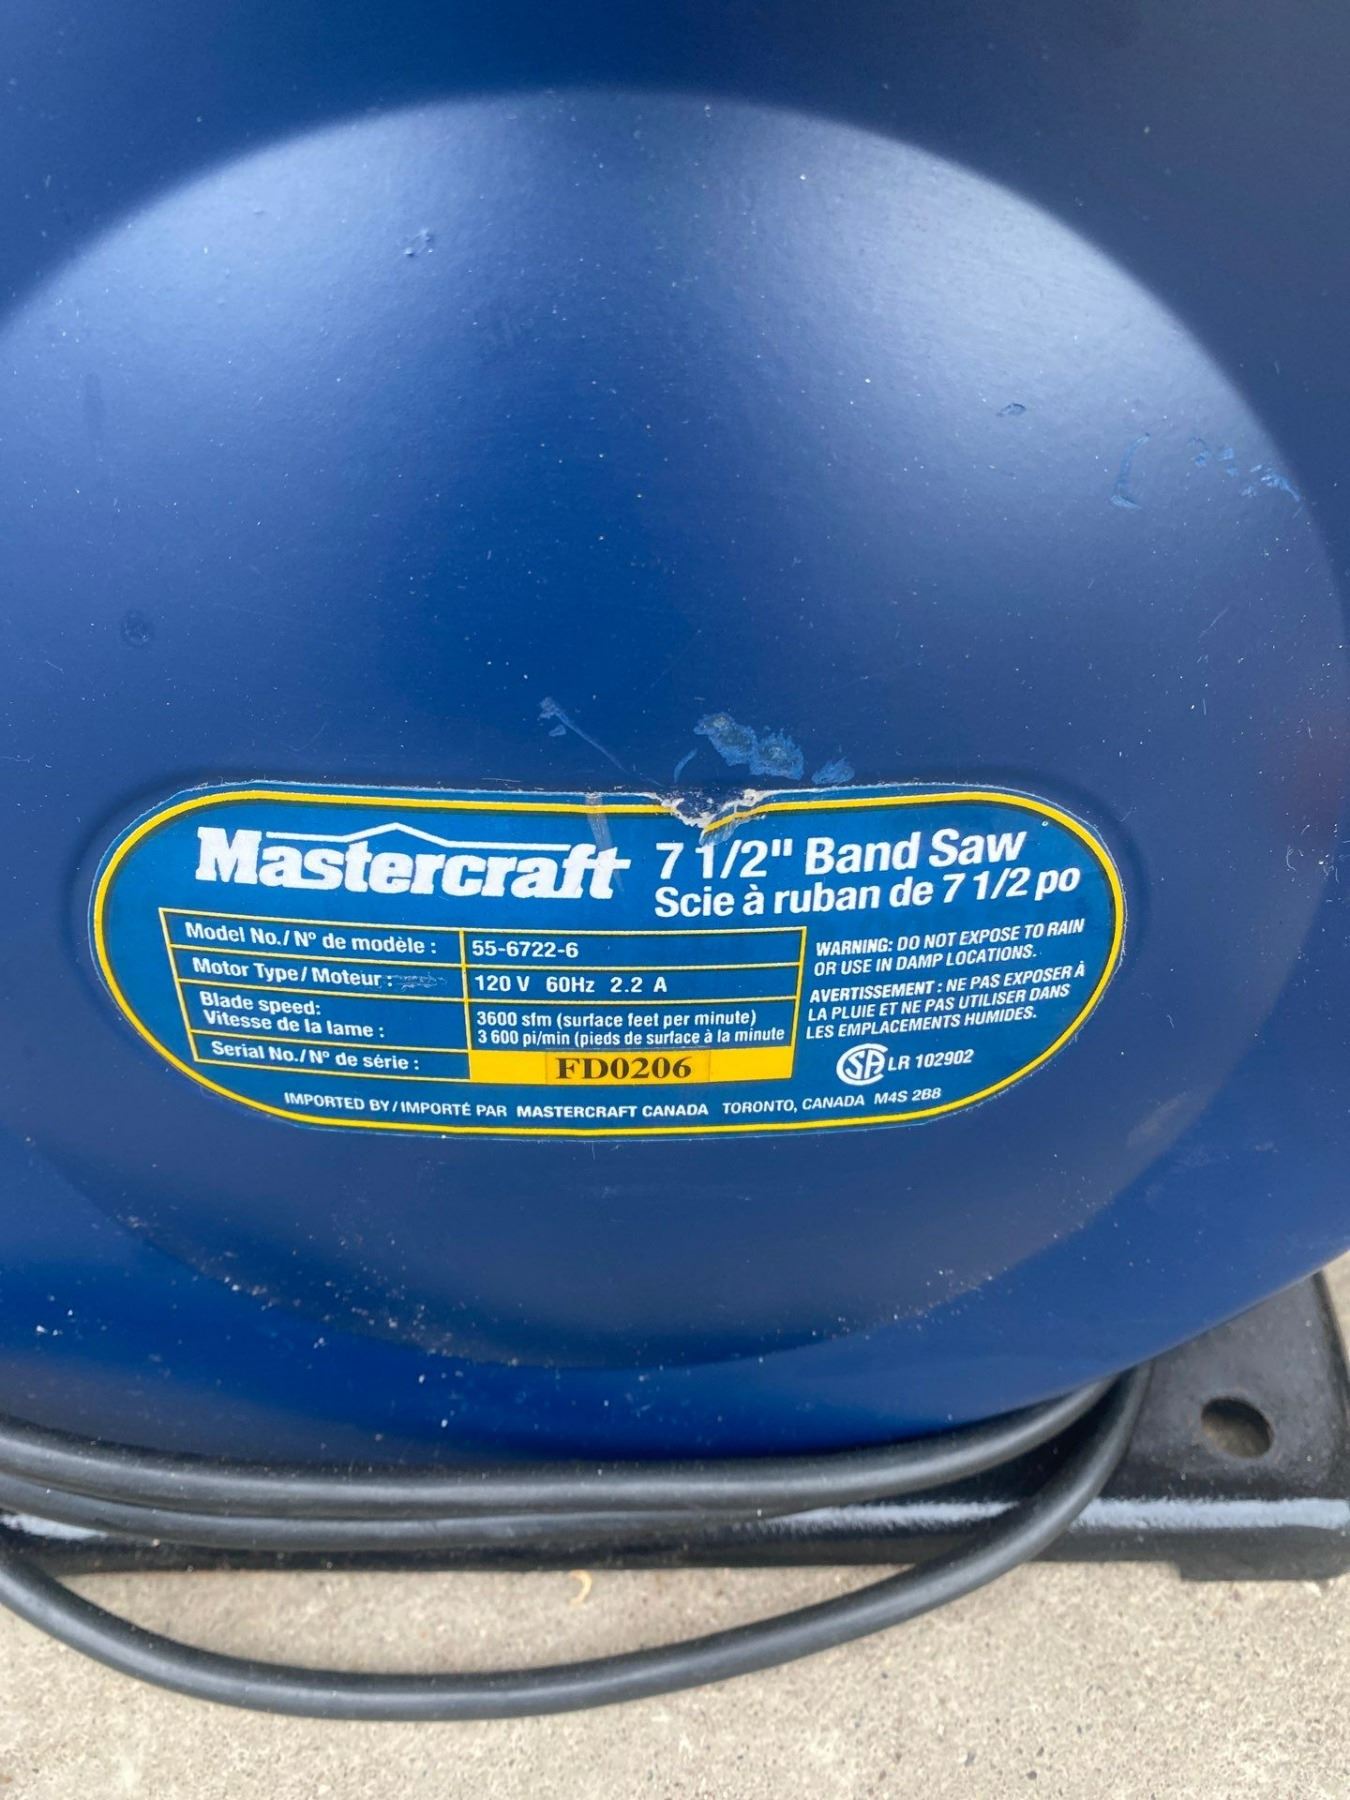 Mastercraft
7 1/2" Band Saw
Scie à ruban de 7 1/2 po
Model No./ Nº de modèle : 55-6722-6
Motor Type / Moteur : 120 V 60Hz 2.2 A
Blade speed: 3600 sfm (surface feet per minute)
Vitesse de la lame : 3 600 pi/min (pieds de surface à la minute
Serial No./ Nº de série : FD0206
WARNING: DO NOT EXPOSE TO RAIN
OR USE IN DAMP LOCATIONS.
AVERTISSEMENT : NE PAS EXPOSER À
LA PLUIE ET NE PAS UTILISER DANS
LES EMPLACEMENTS HUMIDES.
SA LR 102902
IMPORTED BY / IMPORTÉ PAR MASTERCRAFT CANADA TORONTO, CANADA M4S 2B8